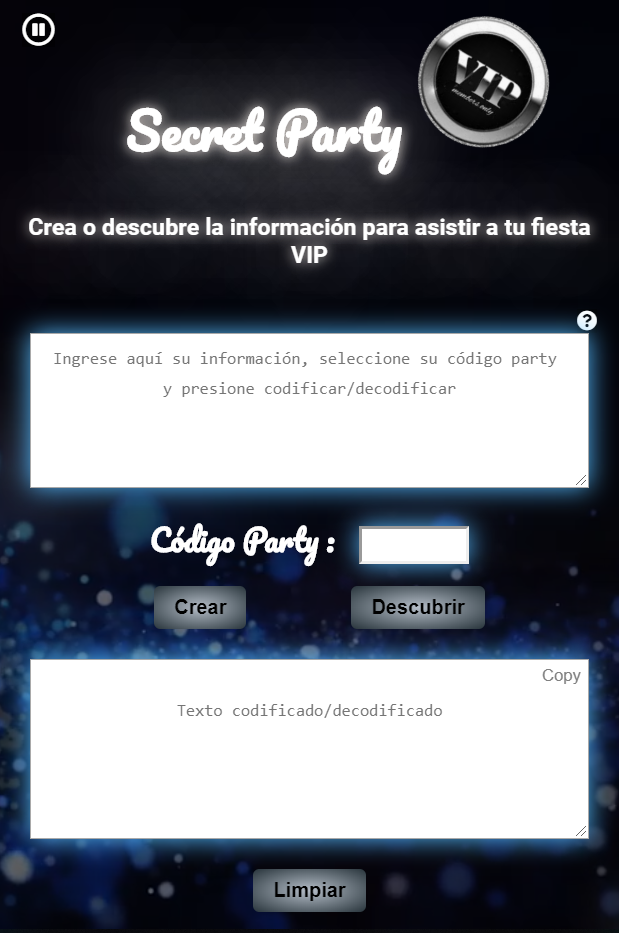 VIP
members only
Secret Party
Crea o descubre la información para asistir a tu fiesta
VIP
?
Ingrese aquí su información, seleccione su código party
y presione codificar/decodificar
Código Party :
Crear
Descubrir
Copy
Texto codificado/decodificado
Limpiar